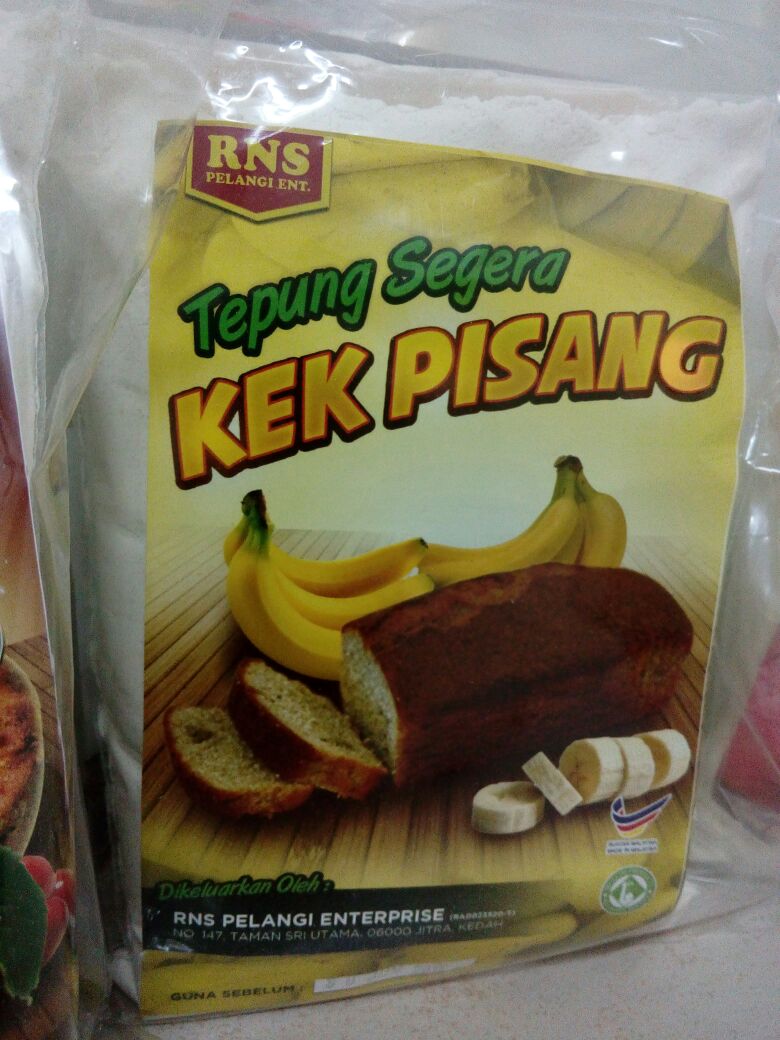 RNS
PELANGI ENT.
Tepung Segera
KEK PISANG
Dikeluarkan Oleh :
RNS PELANGI ENTERPRISE
NO. 147, TAMAN SRI UTAMA, 06000 JITRA, KEDAH
GUNA SEBELUM :